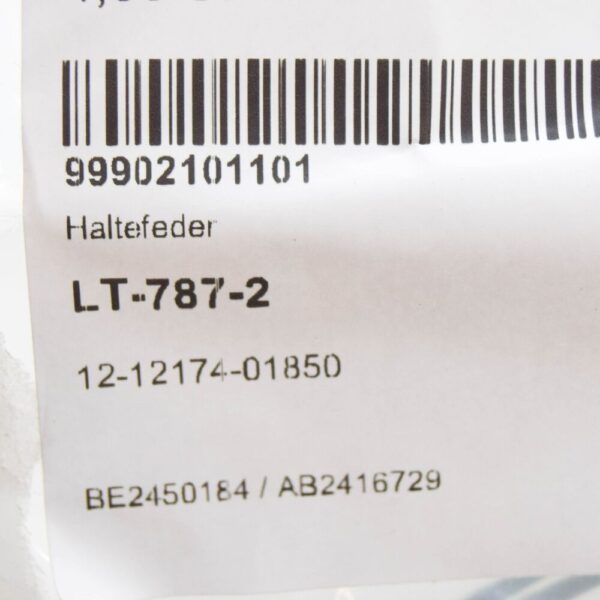 99902101101
Haltefeder
LT-787-2
12-12174-01850
BE2450184 / AB2416729